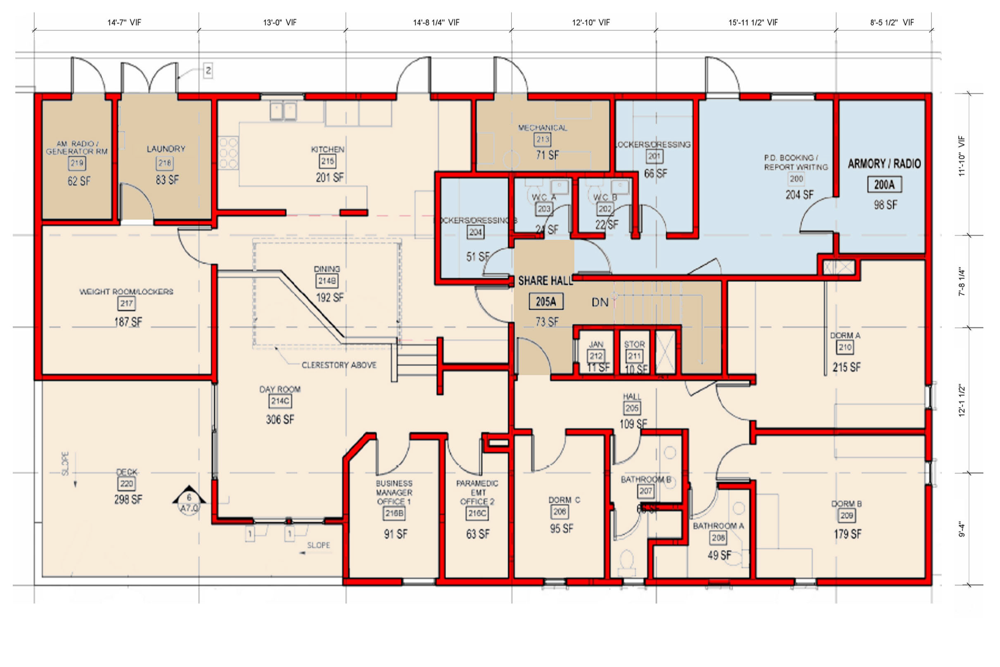 14'-7" VIF
13'-0" VIF
14'-8 1/4" VIF
12'-10" VIF
15'-11 1/2" VIF
8'-5 1/2" VIF
2
AM. RADIO /
GENERATOR RM
219
62 SF
LAUNDRY
218
83 SF
KITCHEN
215
201 SF
MECHANICAL
213
71 SF
OCKERS/DRESSING
201
66 SF
P.D. BOOKING /
REPORT WRITING
200
204 SF
ARMORY / RADIO
200A
98 SF
11'-10" VIF
OCKERS/DRESSING B
204
51 SF
W.C. A
203
24 SF
W.C. B
202
22 SF
WEIGHT ROOM/LOCKERS
217
187 SF
DINING
214B
192 SF
SHARE HALL
205A
73 SF
DN
7'-8 1/4"
JAN
212
11 SF
STOR
211
10 SF
DORM A
210
215 SF
CLERESTORY ABOVE
DAY ROOM
214C
306 SF
HALL
205
109 SF
12'-1 1/2"
SLOPE
DECK
220
298 SF
6
A7.0
1
1
SLOPE
BUSINESS
MANAGER
OFFICE 1
216B
91 SF
PARAMEDIC
EMT
OFFICE 2
216C
63 SF
DORM C
206
95 SF
BATHROOM B
207
BATHROOM A
208
49 SF
DORM B
209
179 SF
9'-4"